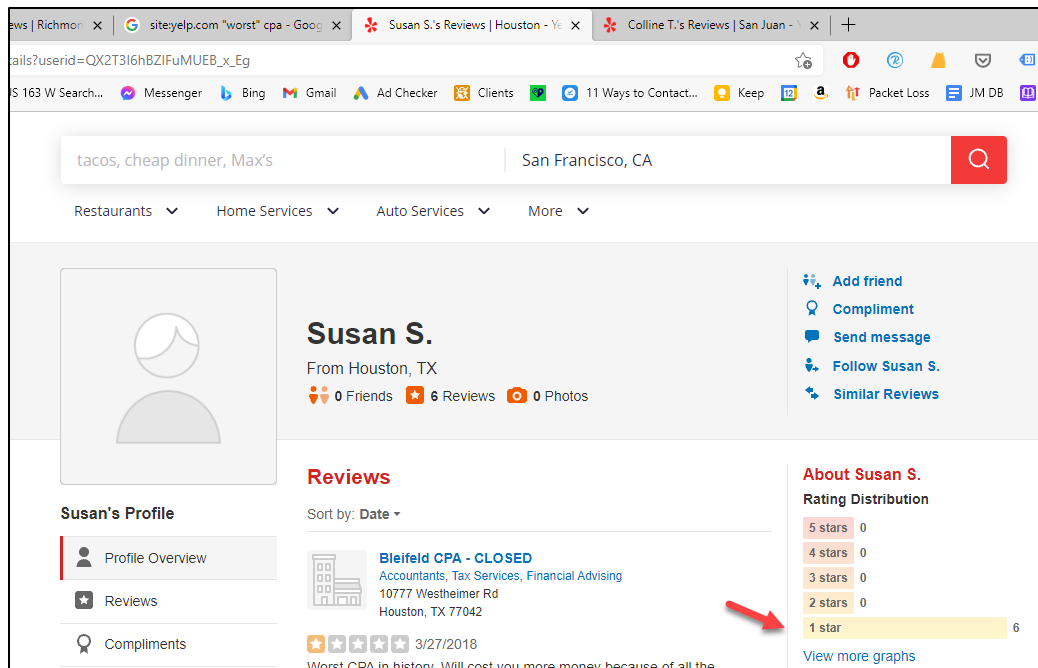 ews | Richmon
site:yelp.com "worst" cpa - Goog
Susan S.'s Reviews | Houston - Ye
Colline T.'s Reviews | San Juan - Y
tails?userid=QX2T3I6hBZlFuMUEB_x_Eg
JS 163 W Search...
Messenger
Bing
Gmail
Ad Checker
Clients
11 Ways to Contact...
Keep
12
Packet Loss
JM DB
tacos, cheap dinner, Max's
San Francisco, CA
Restaurants
Home Services
Auto Services
More
Susan S.
From Houston, TX
0 Friends
6 Reviews
0 Photos
Add friend
Compliment
Send message
Follow Susan S.
Similar Reviews
Susan's Profile
Profile Overview
Reviews
Compliments
Reviews
Sort by: Date
Bleifeld CPA - CLOSED
Accountants, Tax Services, Financial Advising
10777 Westheimer Rd
Houston, TX 77042
3/27/2018
Worst CPA in history. Will cost you more money because of all the
About Susan S.
Rating Distribution
5 stars 0
4 stars 0
3 stars 0
2 stars 0
1 star 6
View more graphs